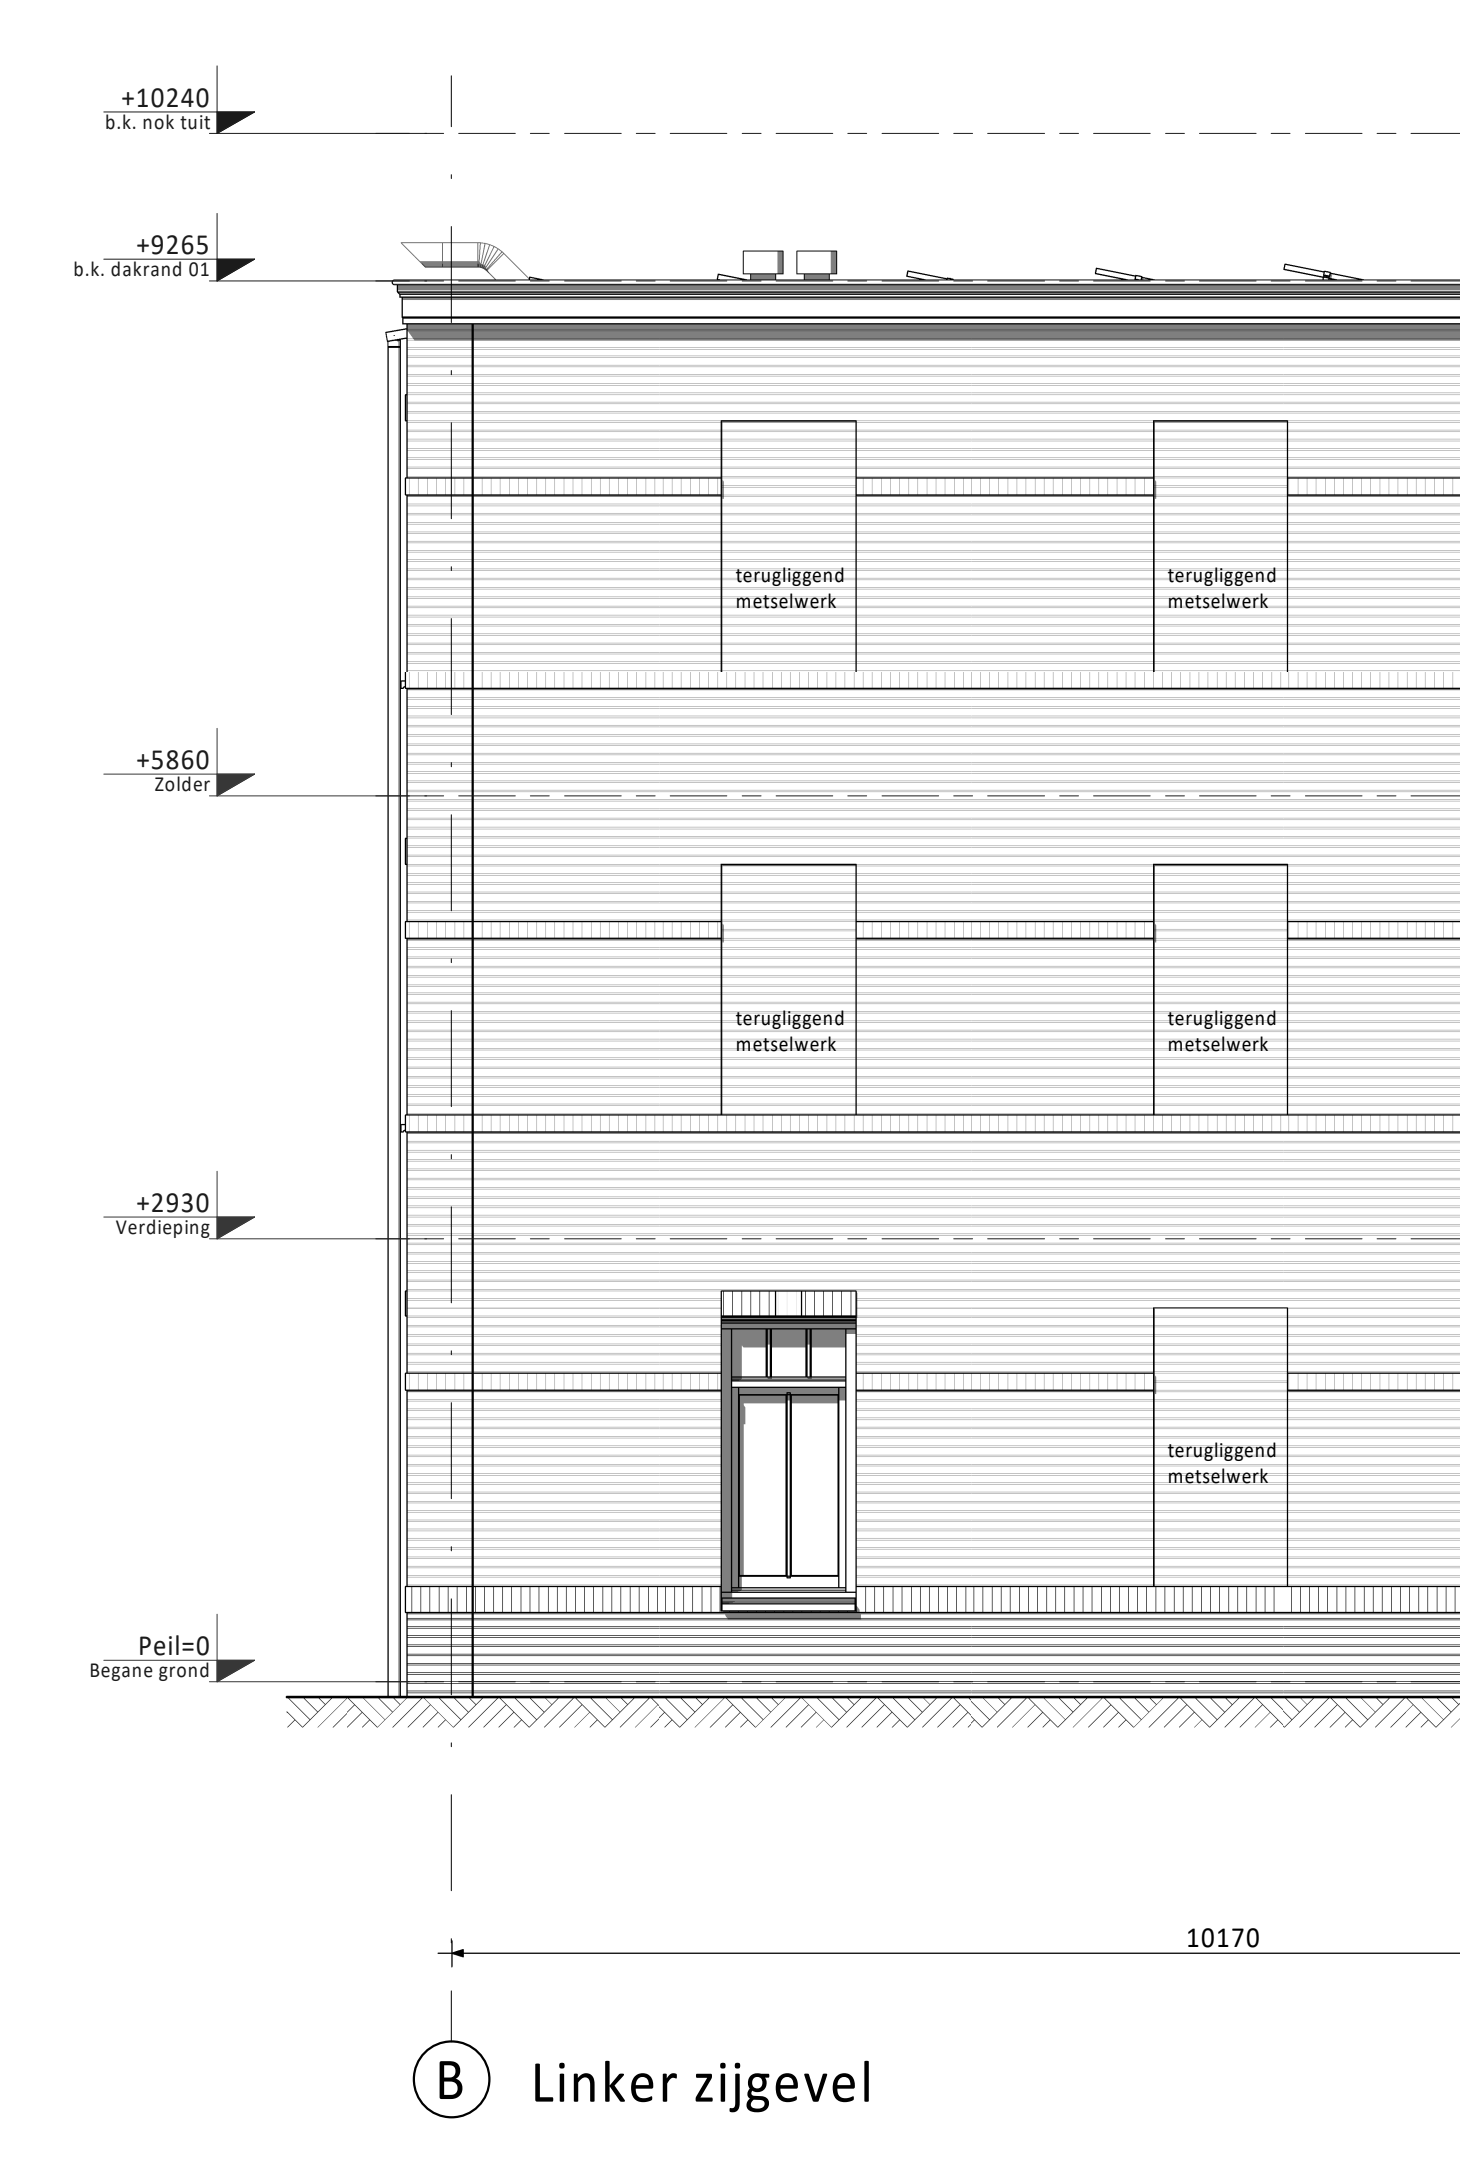 +10240
b.k. nok tuit
+9265
b.k. dakrand 01
terugliggend
metselwerk
terugliggend
metselwerk
+5860
Zolder
terugliggend
metselwerk
terugliggend
metselwerk
+2930
Verdieping
terugliggend
metselwerk
Peil=0
Begane grond
10170
B Linker zijgevel